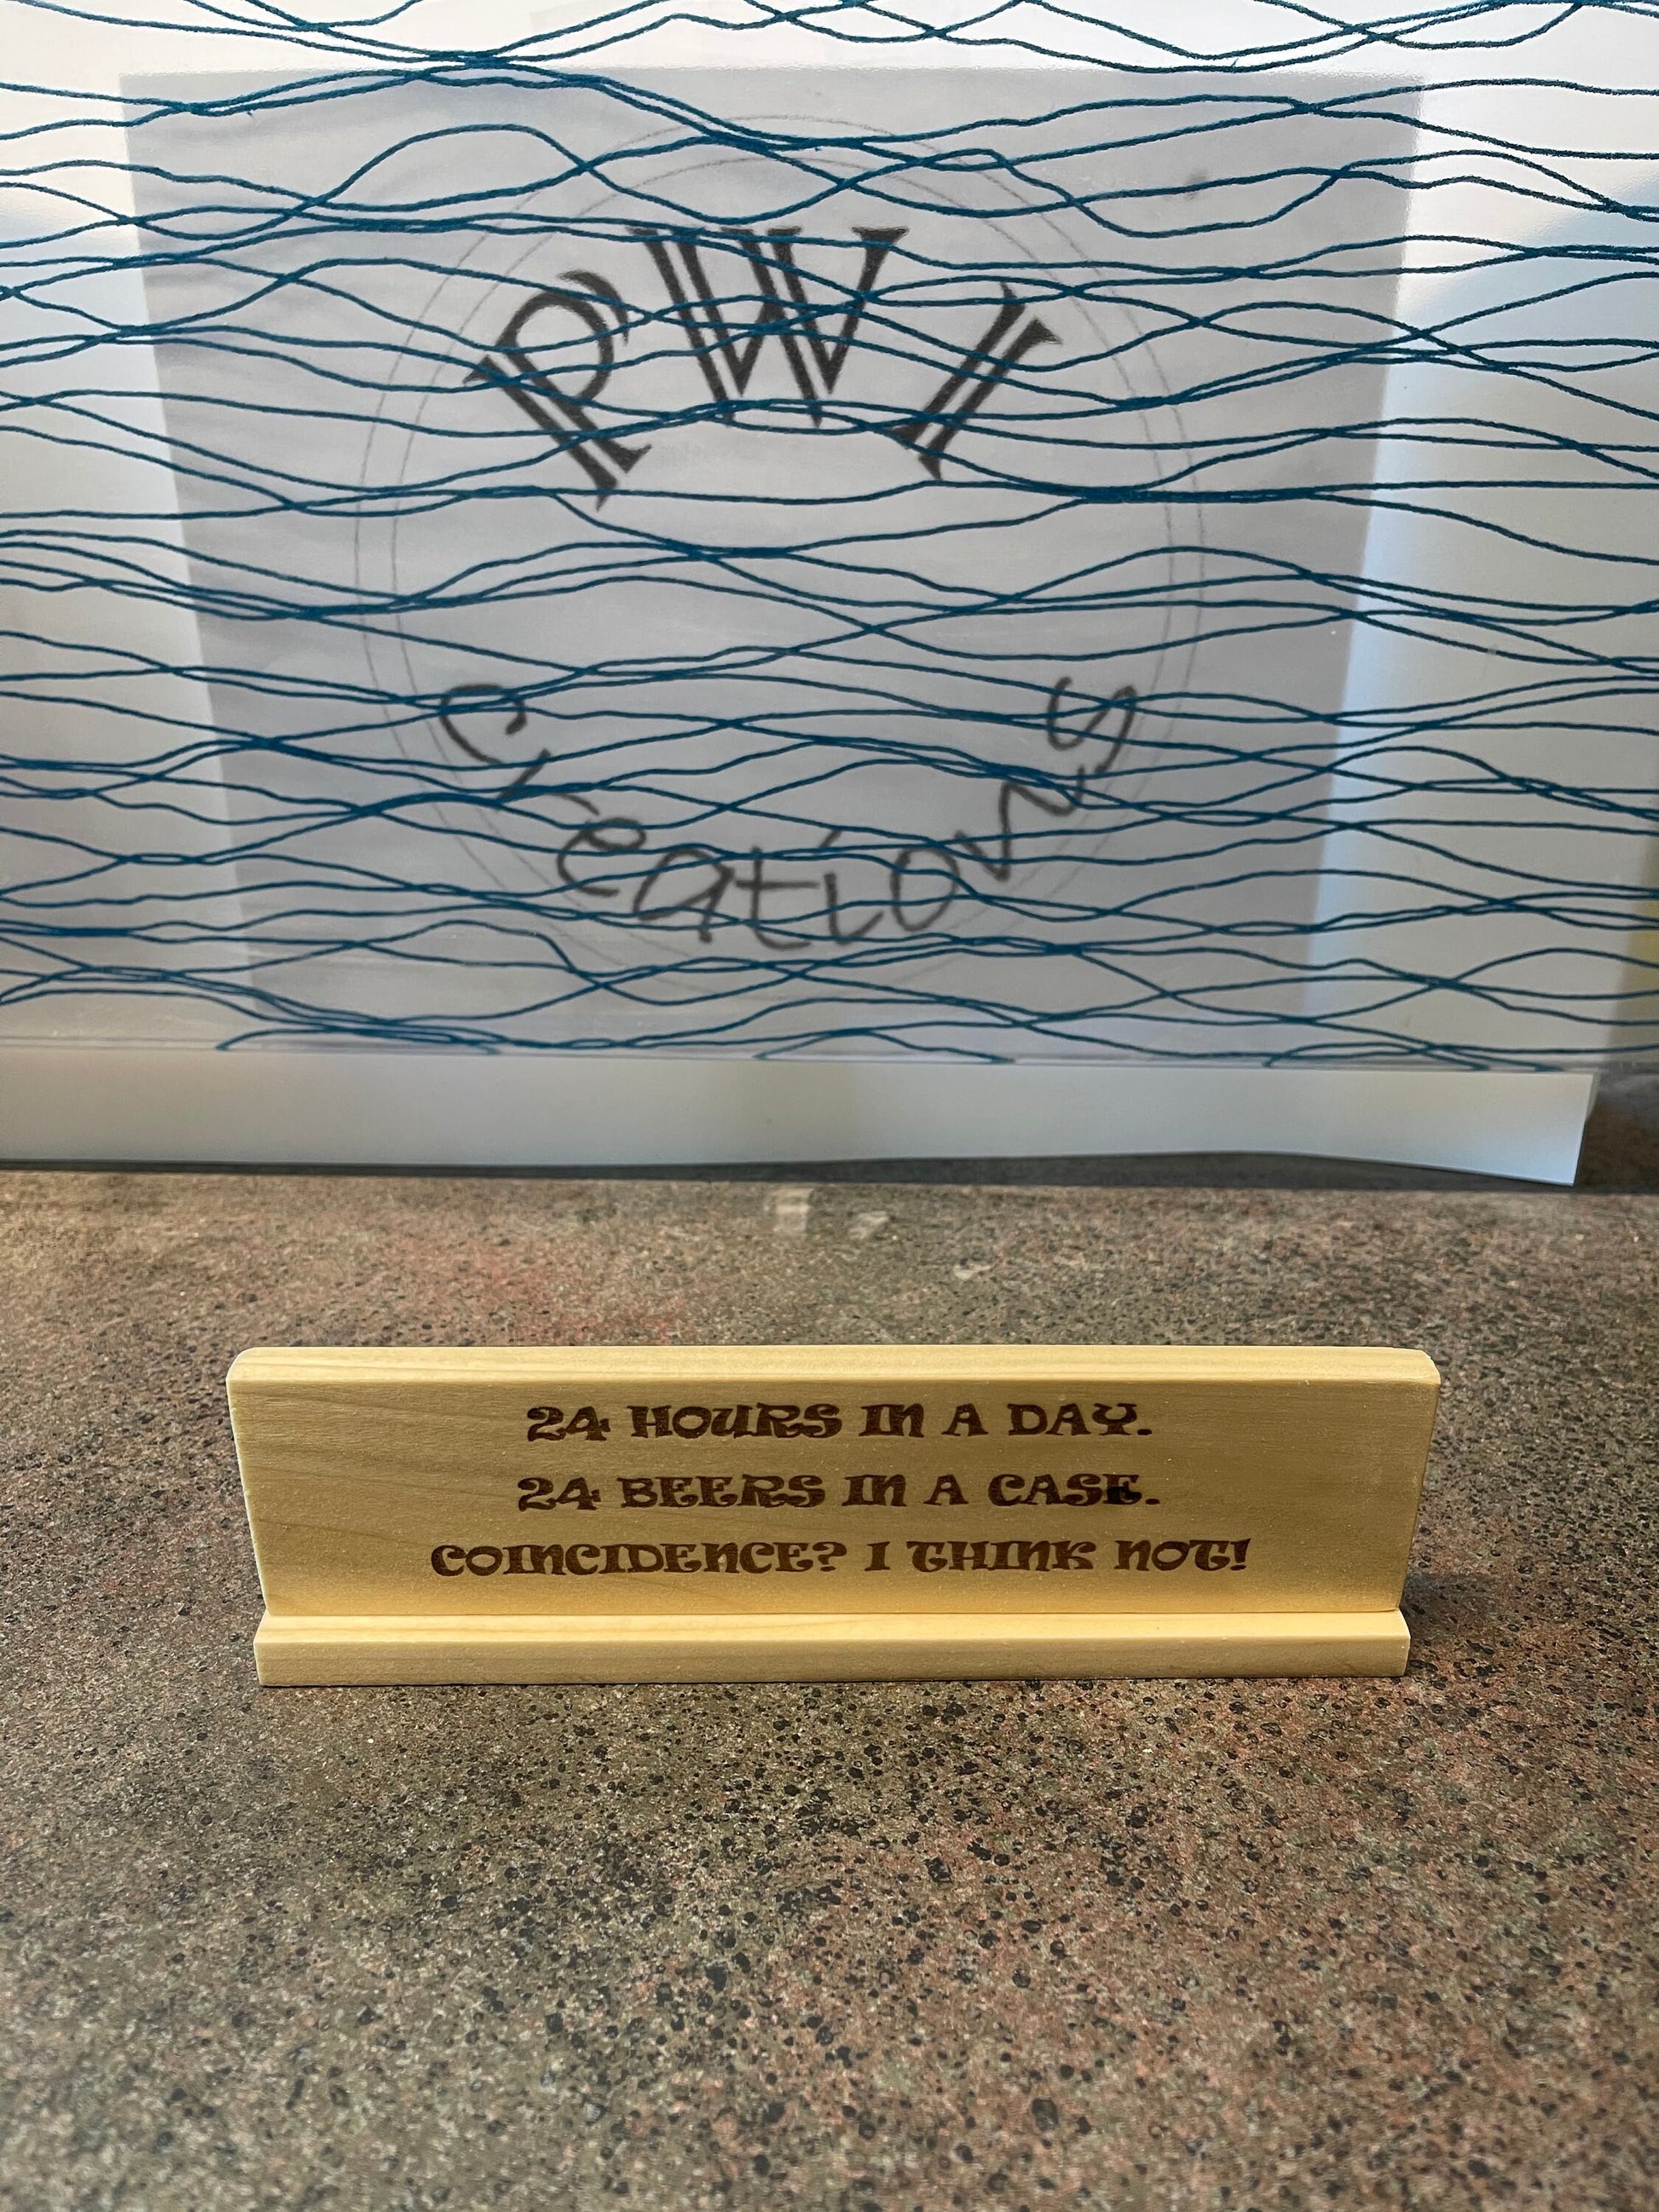 PWI
Creations
24 HOURS IN A DAY.
24 BEERS IN A CASE.
COINCIDENCE? I THINK NOT!